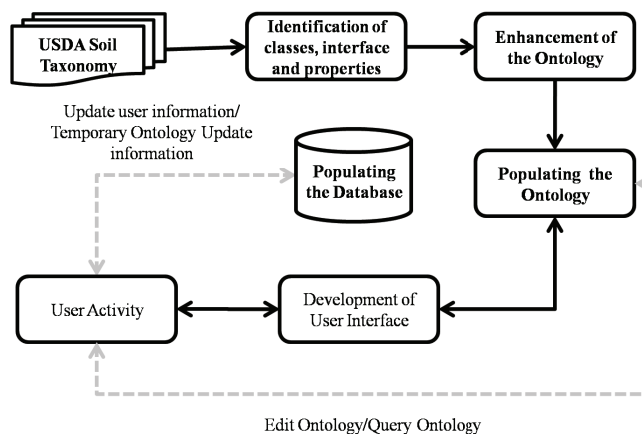 USDA Soil
Taxonomy
Identification of
classes, interface
and properties
Enhancement of
the Ontology
Update user information/
Temporary Ontology Update
information
Populating
the Database
Populating the
Ontology
User Activity
Development of
User Interface
Edit Ontology/Query Ontology